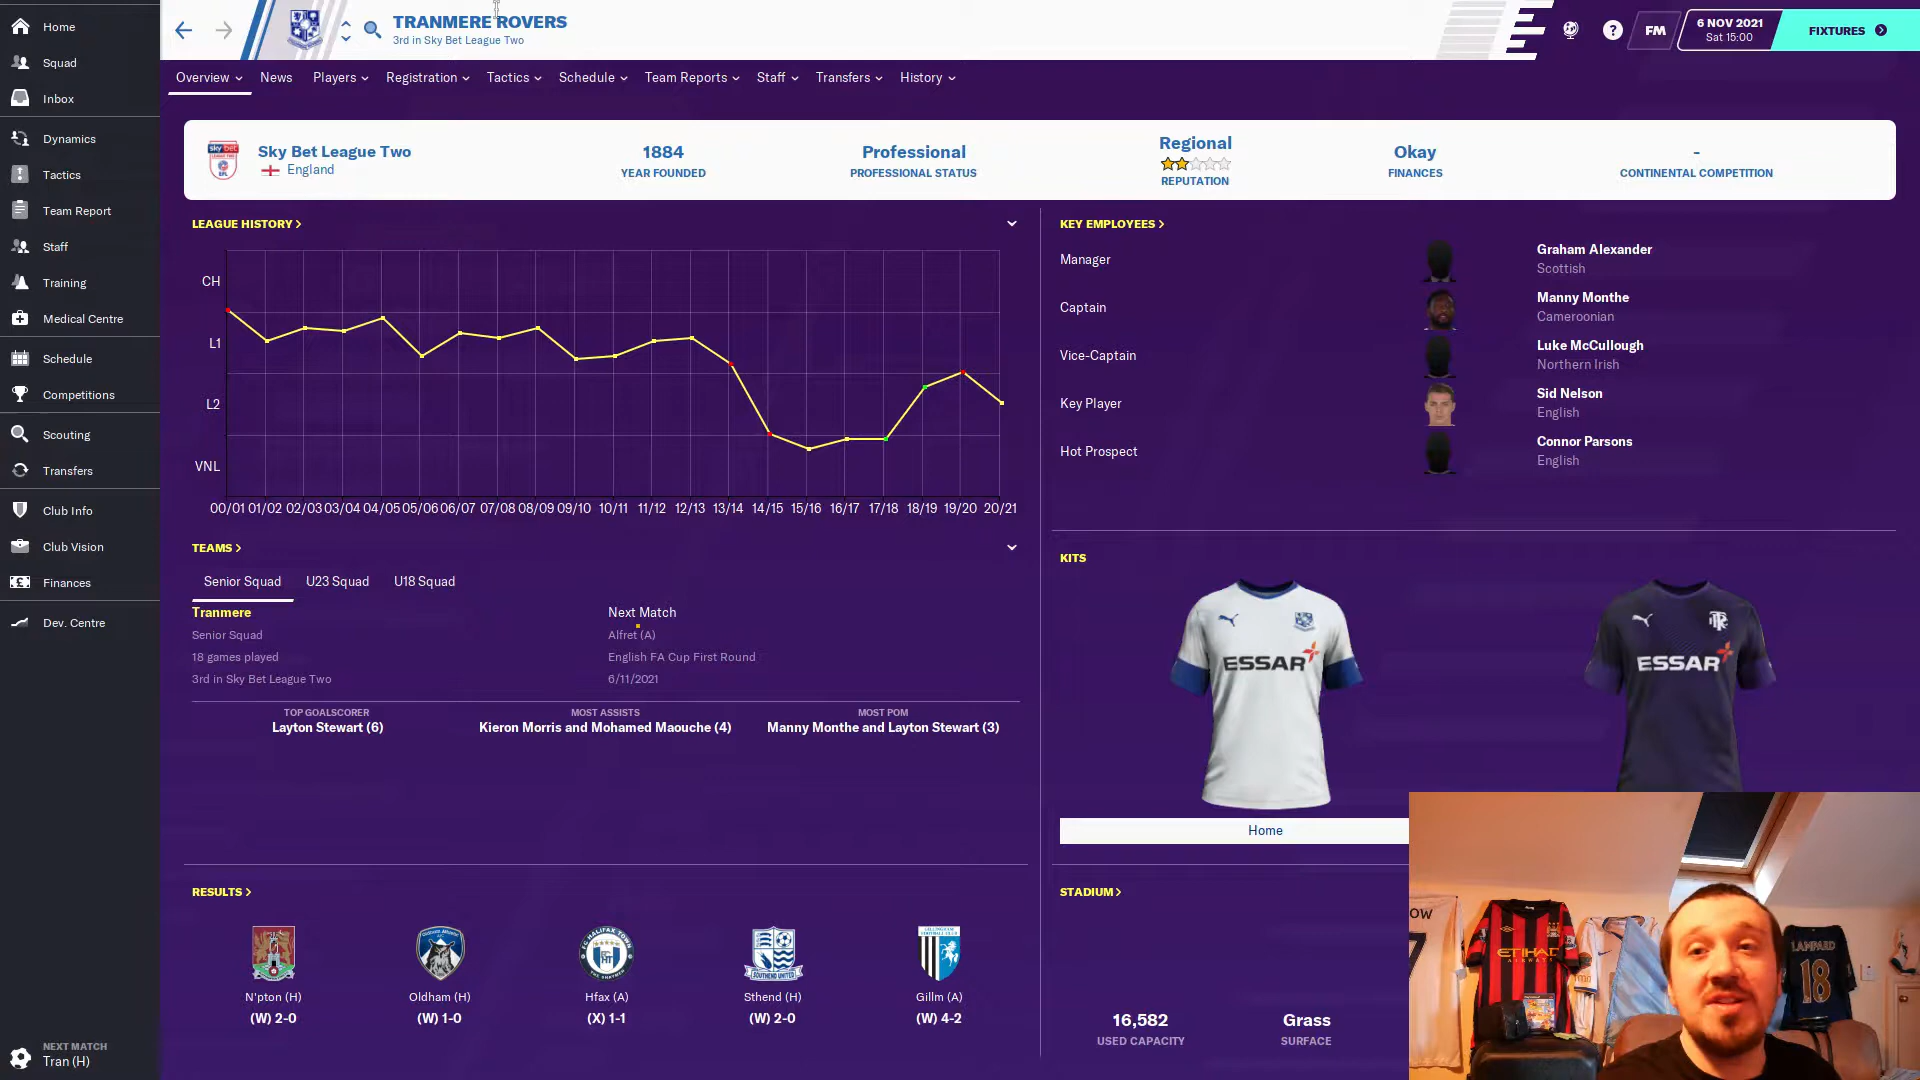 Home
Squad
Inbox
Dynamics
Tactics
Team Report
Staff
Training
Medical Centre
Schedule
Competitions
Scouting
Transfers
Club Info
Club Vision
Finances
Dev. Centre
NEXT MATCH
Tran (H)
TRANMERE ROVERS
3rd in Sky Bet League Two
?
FM
6 NOV 2021
Sat 15:00
FIXTURES
Overview
News
Players
Registration
Tactics
Schedule
Team Reports
Staff
Transfers
History
sky bet
Sky Bet League Two
England
1884
YEAR FOUNDED
Professional
PROFESSIONAL STATUS
Regional
REPUTATION
Okay
FINANCES
-
CONTINENTAL COMPETITION
LEAGUE HISTORY >
CH
L1
L2
VNL
00/01 01/02 02/03 03/04 04/05 05/06 06/07 07/08 08/09 09/10 10/11 11/12 12/13 13/14 14/15 15/16 16/17 17/18 18/19 19/20 20/21
TEAMS >
Senior Squad
U23 Squad
U18 Squad
Tranmere
Senior Squad
18 games played
3rd in Sky Bet League Two
Next Match
Alfret (A)
English FA Cup First Round
6/11/2021
TOP GOALSCORER
Layton Stewart (6)
MOST ASSISTS
Kieron Morris and Mohamed Maouche (4)
MOST POM
Manny Monthe and Layton Stewart (3)
RESULTS >
N'pton (H)
(W) 2-0
Oldham (H)
(W) 1-0
Hfax (A)
(X) 1-1
Sthend (H)
(W) 2-0
Gillm (A)
(W) 4-2
KEY EMPLOYEES >
Manager
Graham Alexander
Scottish
Captain
Manny Monthe
Cameroonian
Vice-Captain
Luke McCullough
Northern Irish
Key Player
Sid Nelson
English
Hot Prospect
Connor Parsons
English
KITS
ESSAR
ESSAR
Home
STADIUM >
16,582
USED CAPACITY
Grass
SURFACE
OW
7
ETIHAD
AIRWAYS
LAMPARD
18